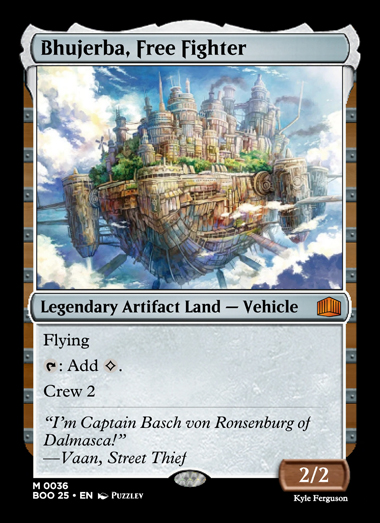 Bhujerba, Free Fighter
Legendary Artifact Land — Vehicle
Flying
: Add .
Crew 2
“I’m Captain Basch von Ronsenburg of
Dalmasca!”
—Vaan, Street Thief
2/2
M 0036
BOO 25 • EN PUZZLEY
Kyle Ferguson